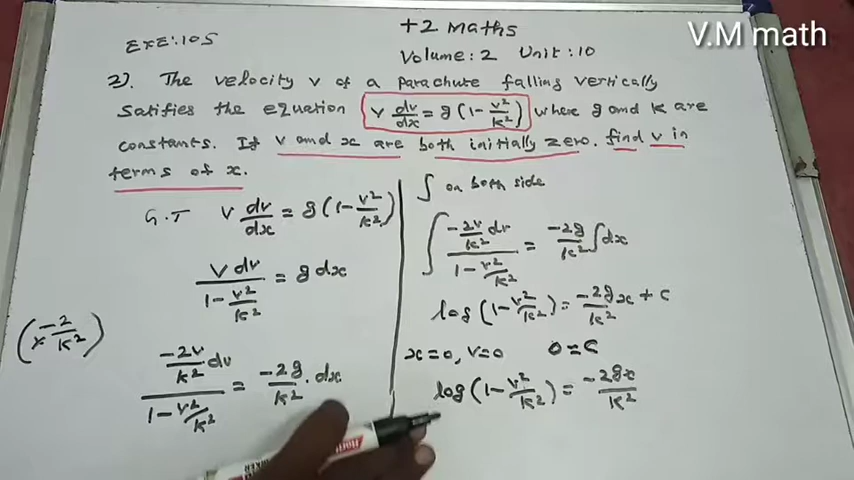 +2 Maths
V.M math
EXE:10.5
Volume:2 Unit:10
2). The velocity v of a parachute falling vertically
satifies the equation v dv/dx = g(1 - v²/k²) where g and k are
constants. If v and x are both initially zero. find v in
terms of x.
G.T v dv/dx = g(1 - v²/k²)
v dv / (1 - v²/k²) = g dx
(× -2/k²)
(-2v/k² dv) / (1 - v²/k²) = -2g/k² . dx
∫ on both side
∫ (-2v/k² dv) / (1 - v²/k²) = -2g/k² ∫dx
log(1 - v²/k²) = -2g/k² x + c
x=0, v=0 0=c
log(1 - v²/k²) = -2gx/k²